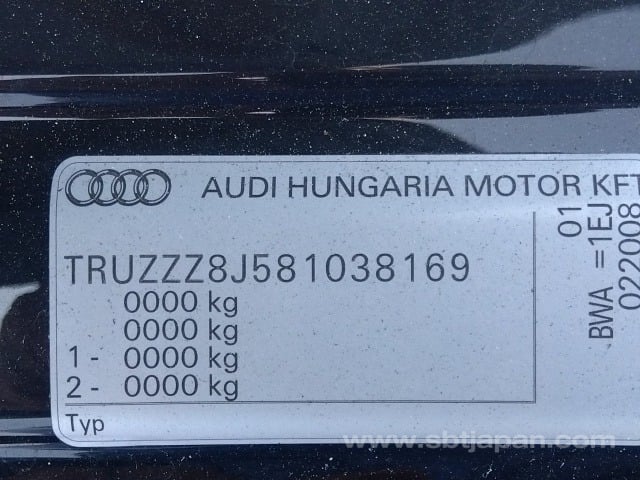 AUDI HUNGARIA MOTOR KFT
TRUZZZ8J581038169
0000 kg
0000 kg
1 - 0000 kg
2 - 0000 kg
Typ
01
BWA =1EJ
022008
www.sbtjapan.com